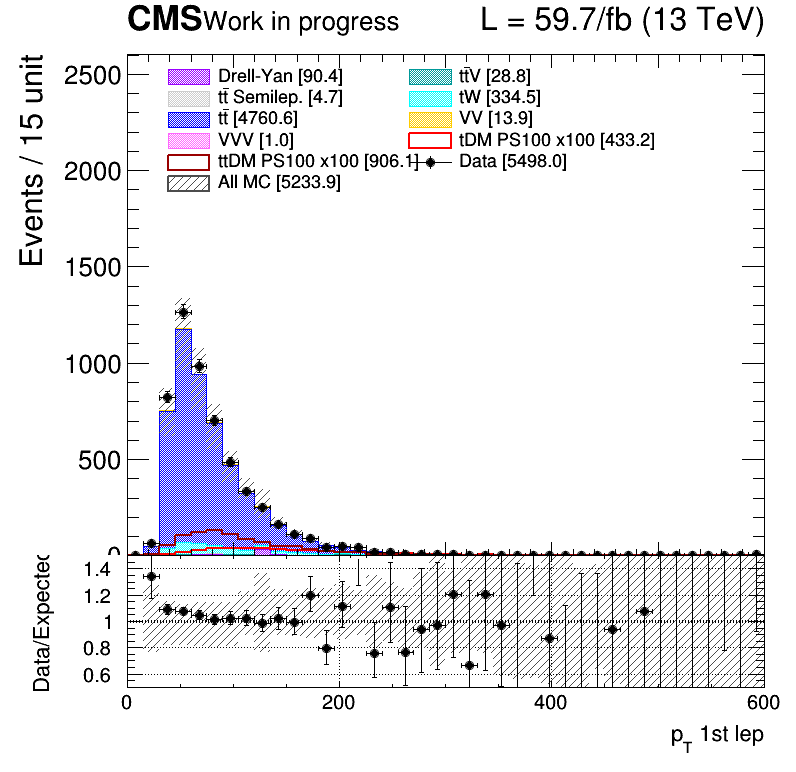 CMS Work in progress L = 59.7/fb (13 TeV)
Events / 15 unit
2500
2000
1500
1000
500
0
Drell-Yan [90.4] tt̄V [28.8]
tt̄ Semilep. [4.7] tW [334.5]
tt̄ [4760.6] VV [13.9]
VVV [1.0] tDM PS100 x100 [433.2]
ttDM PS100 x100 [906.1] Data [5498.0]
All MC [5233.9]
Data/Expected
1.4
1.2
1
0.8
0.6
0 200 400 600
p_T 1st lep